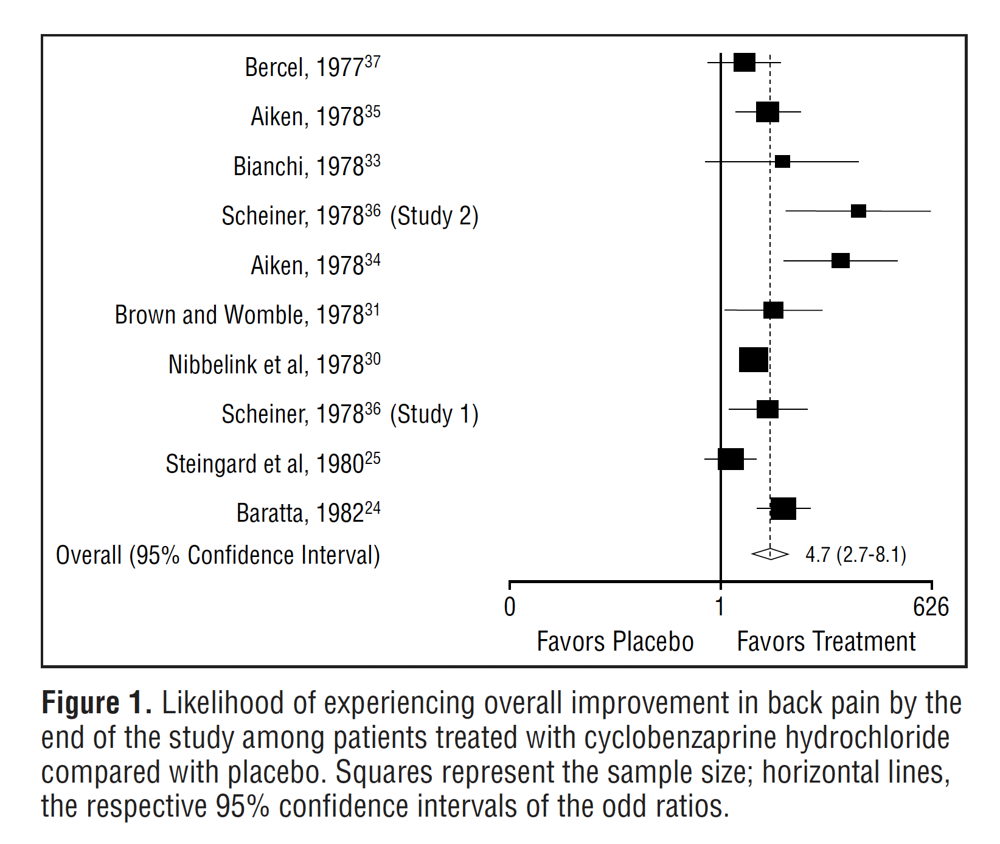 Bercel, 1977³⁷
Aiken, 1978³⁵
Bianchi, 1978³³
Scheiner, 1978³⁶ (Study 2)
Aiken, 1978³⁴
Brown and Womble, 1978³¹
Nibbelink et al, 1978³⁰
Scheiner, 1978³⁶ (Study 1)
Steingard et al, 1980²⁵
Baratta, 1982²⁴
Overall (95% Confidence Interval) 4.7 (2.7-8.1)
0 1 626
Favors Placebo Favors Treatment
Figure 1. Likelihood of experiencing overall improvement in back pain by the
end of the study among patients treated with cyclobenzaprine hydrochloride
compared with placebo. Squares represent the sample size; horizontal lines,
the respective 95% confidence intervals of the odd ratios.